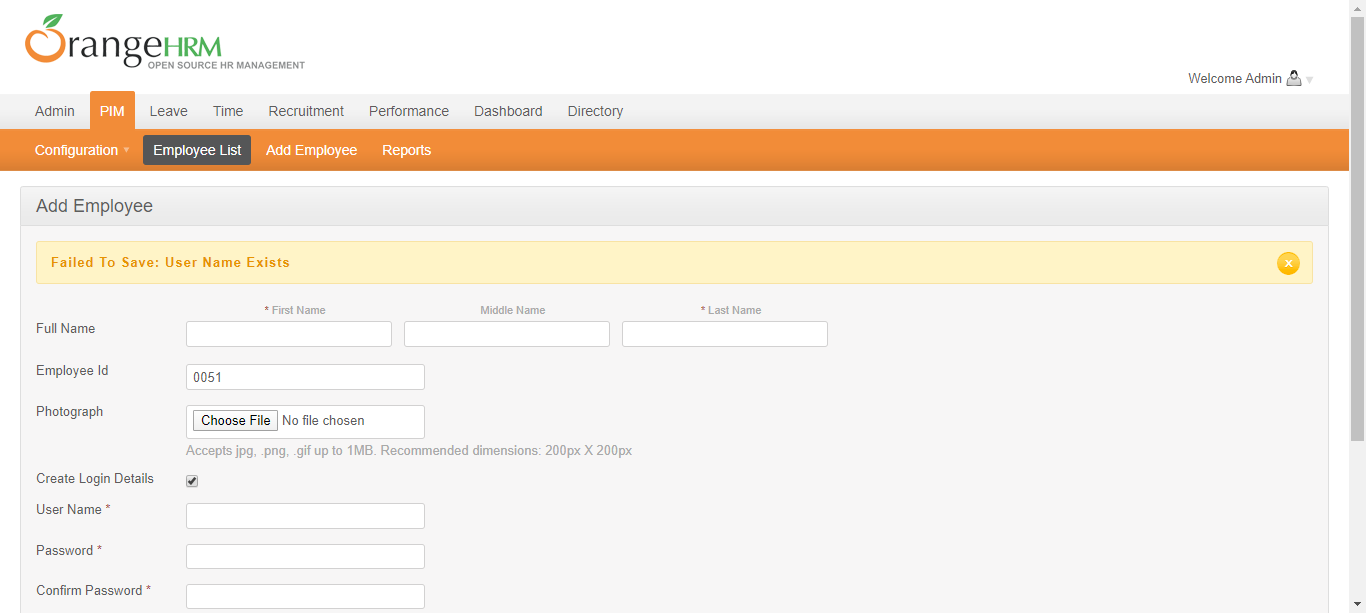 OrangeHRM
OPEN SOURCE HR MANAGEMENT
Welcome Admin
Admin PIM Leave Time Recruitment Performance Dashboard Directory
Configuration Employee List Add Employee Reports
Add Employee
Failed To Save: User Name Exists
* First Name Middle Name * Last Name
Full Name
Employee Id 0051
Photograph Choose File No file chosen
Accepts jpg, .png, .gif up to 1MB. Recommended dimensions: 200px X 200px
Create Login Details
User Name *
Password *
Confirm Password *